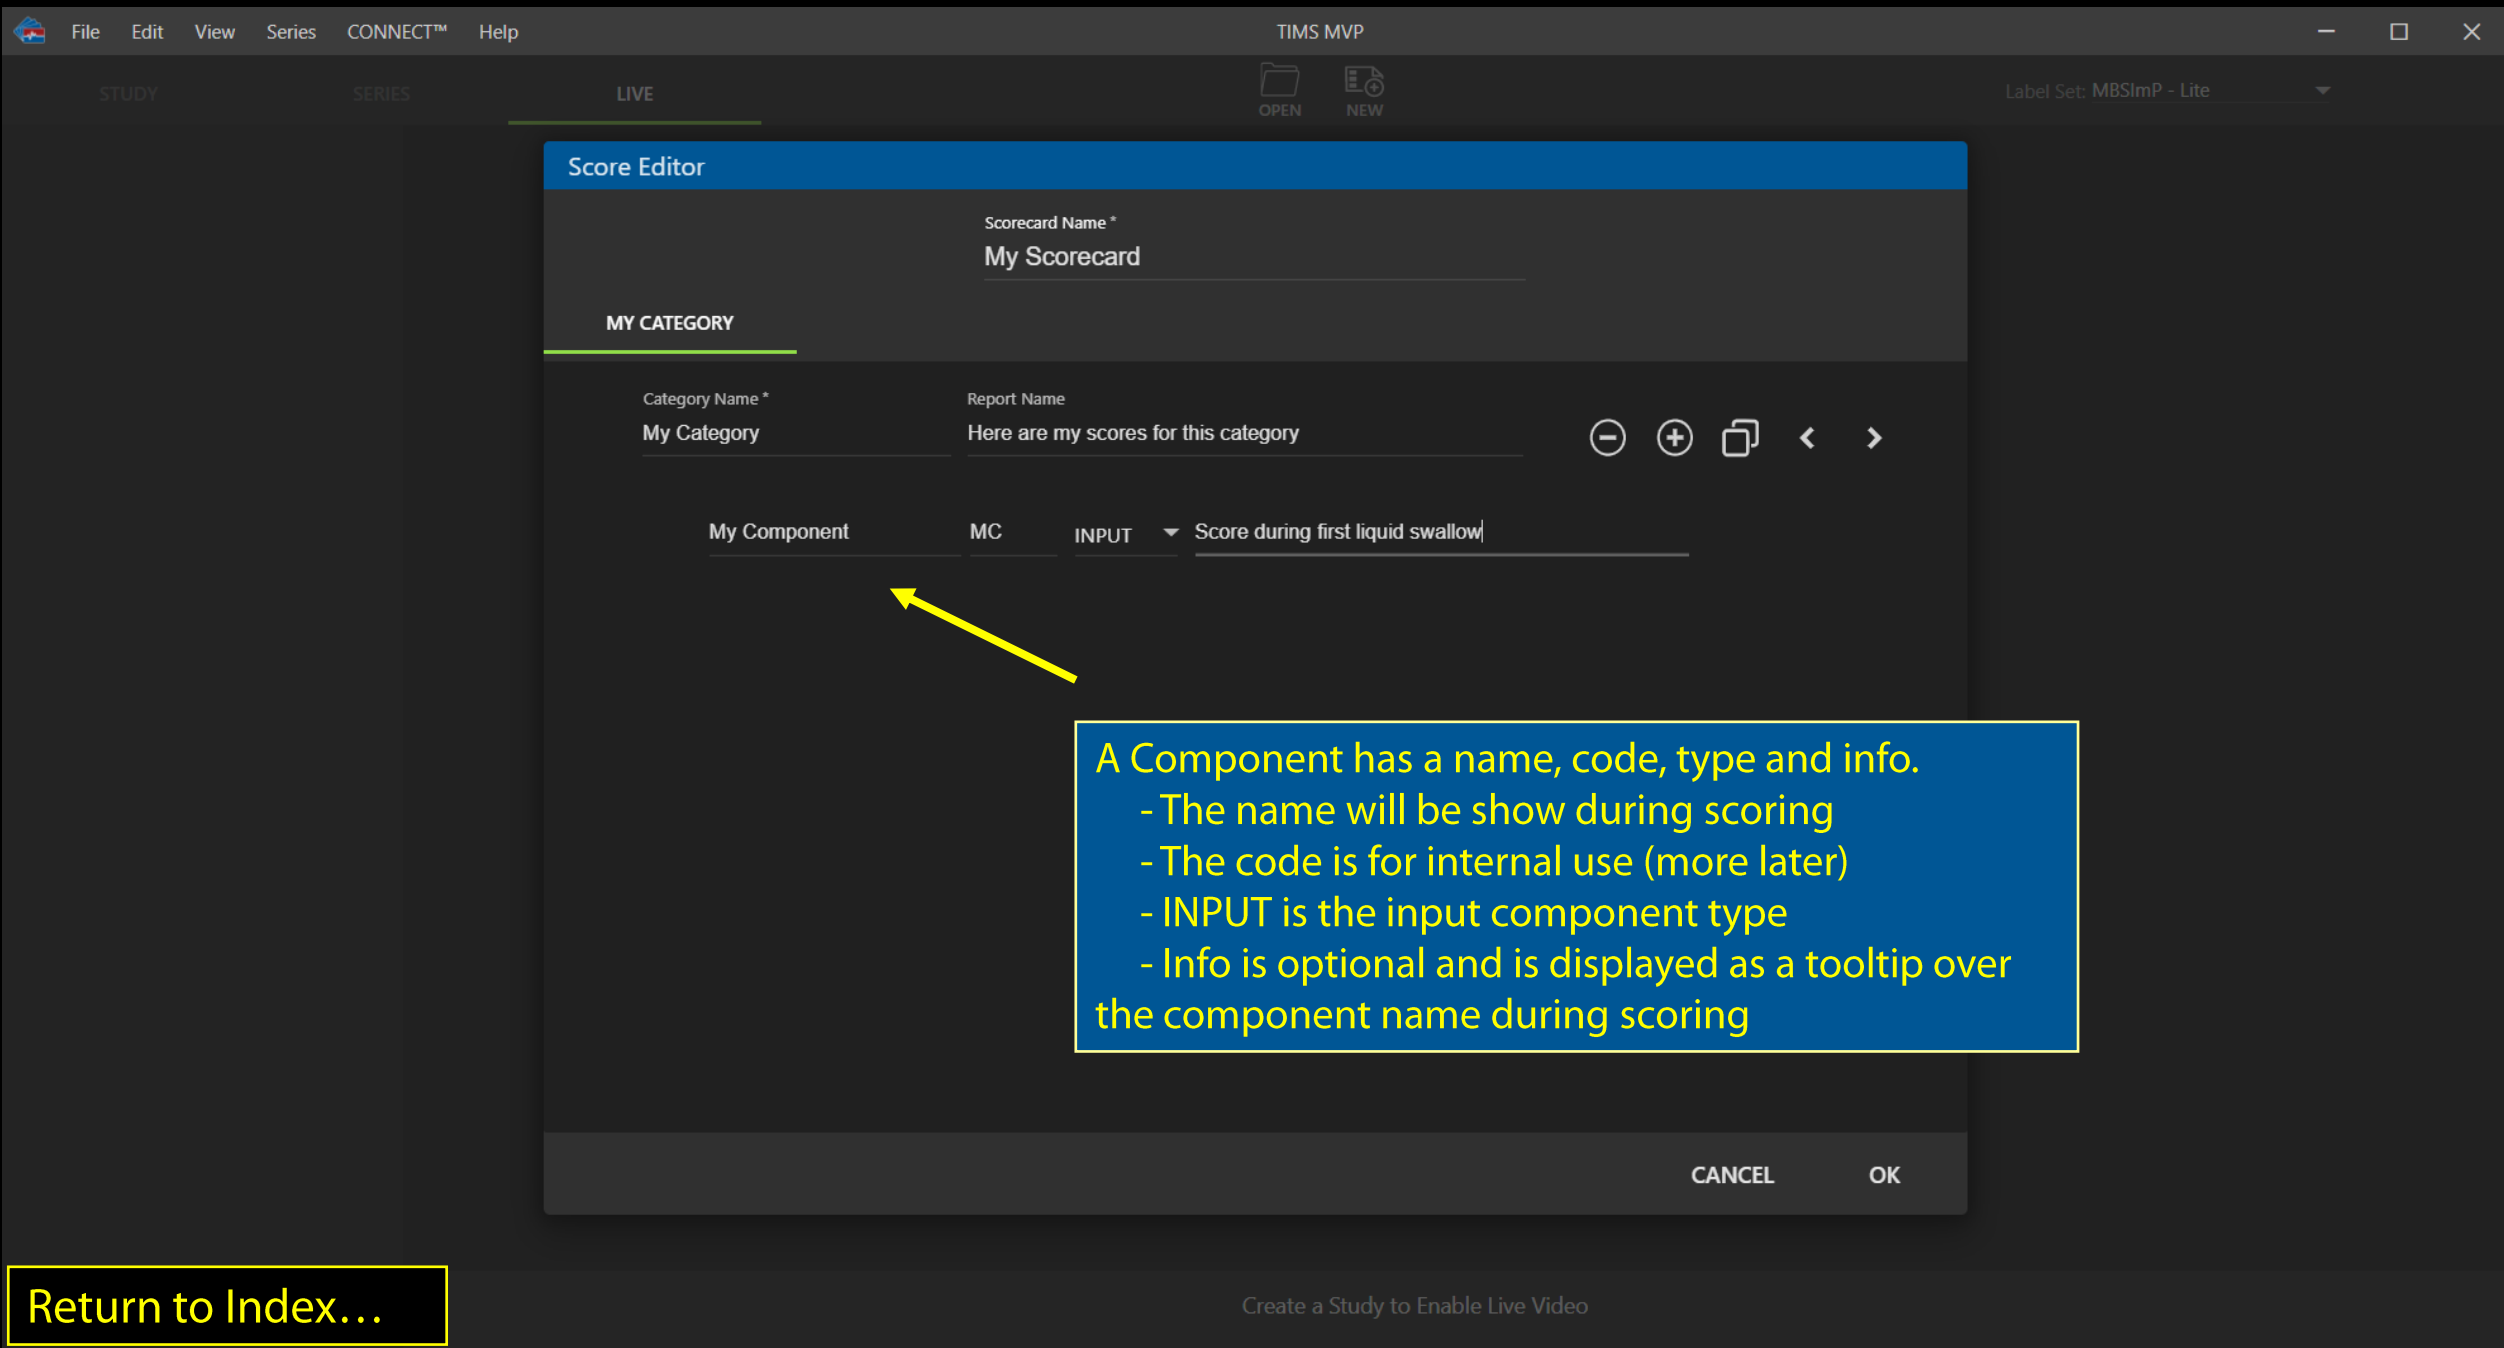 File Edit View Series CONNECT™ Help TIMS MVP
STUDY SERIES LIVE OPEN NEW Label Set: MBSImP - Lite
Score Editor
Scorecard Name *
My Scorecard
MY CATEGORY
Category Name * Report Name
My Category Here are my scores for this category
My Component MC INPUT Score during first liquid swallow
A Component has a name, code, type and info.
- The name will be show during scoring
- The code is for internal use (more later)
- INPUT is the input component type
- Info is optional and is displayed as a tooltip over
the component name during scoring
CANCEL OK
Return to Index...
Create a Study to Enable Live Video